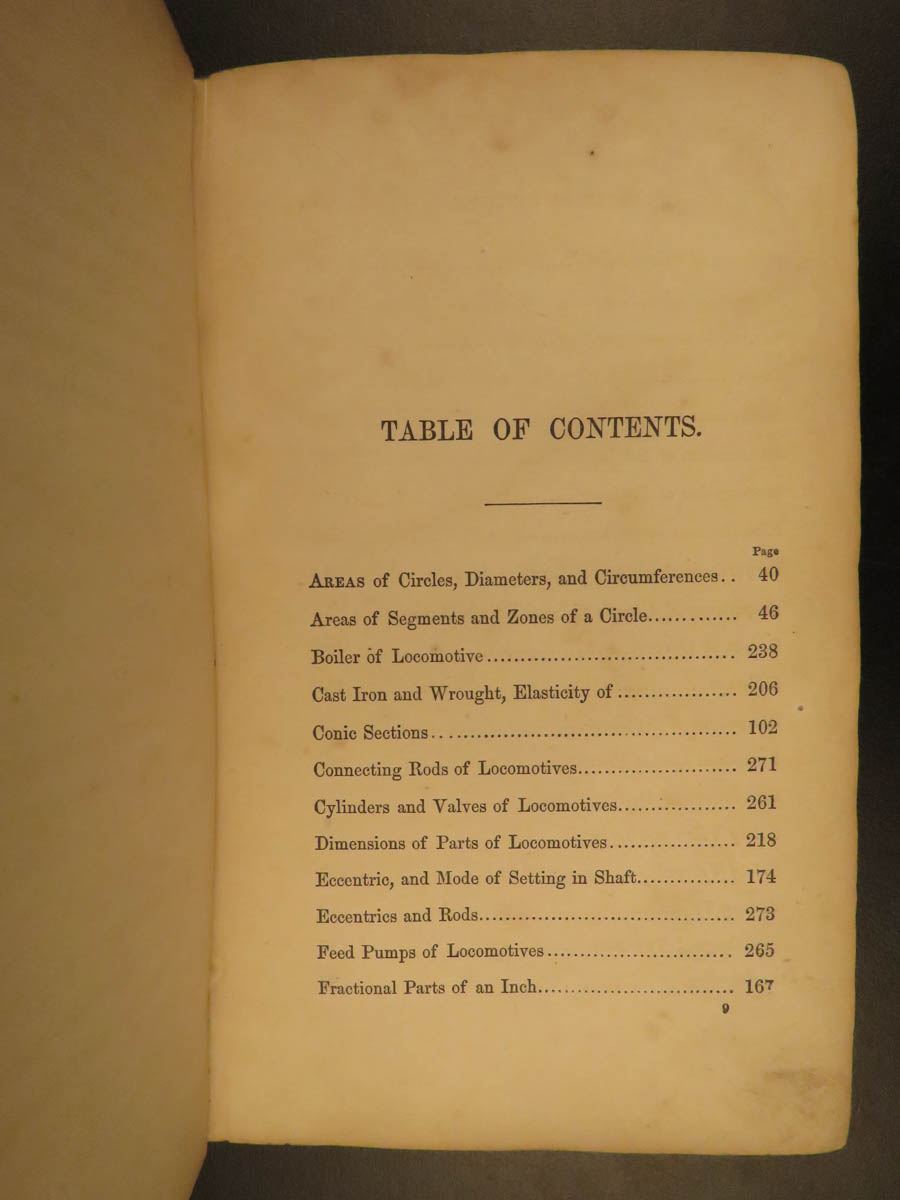 TABLE OF CONTENTS.
Page
AREAS of Circles, Diameters, and Circumferences.. 40
Areas of Segments and Zones of a Circle............. 46
Boiler of Locomotive...................................... 238
Cast Iron and Wrought, Elasticity of.................. 206
Conic Sections............................................... 102
Connecting Rods of Locomotives........................ 271
Cylinders and Valves of Locomotives.................. 261
Dimensions of Parts of Locomotives................... 218
Eccentric, and Mode of Setting in Shaft............... 174
Eccentrics and Rods....................................... 273
Feed Pumps of Locomotives............................ 265
Fractional Parts of an Inch.............................. 167
9